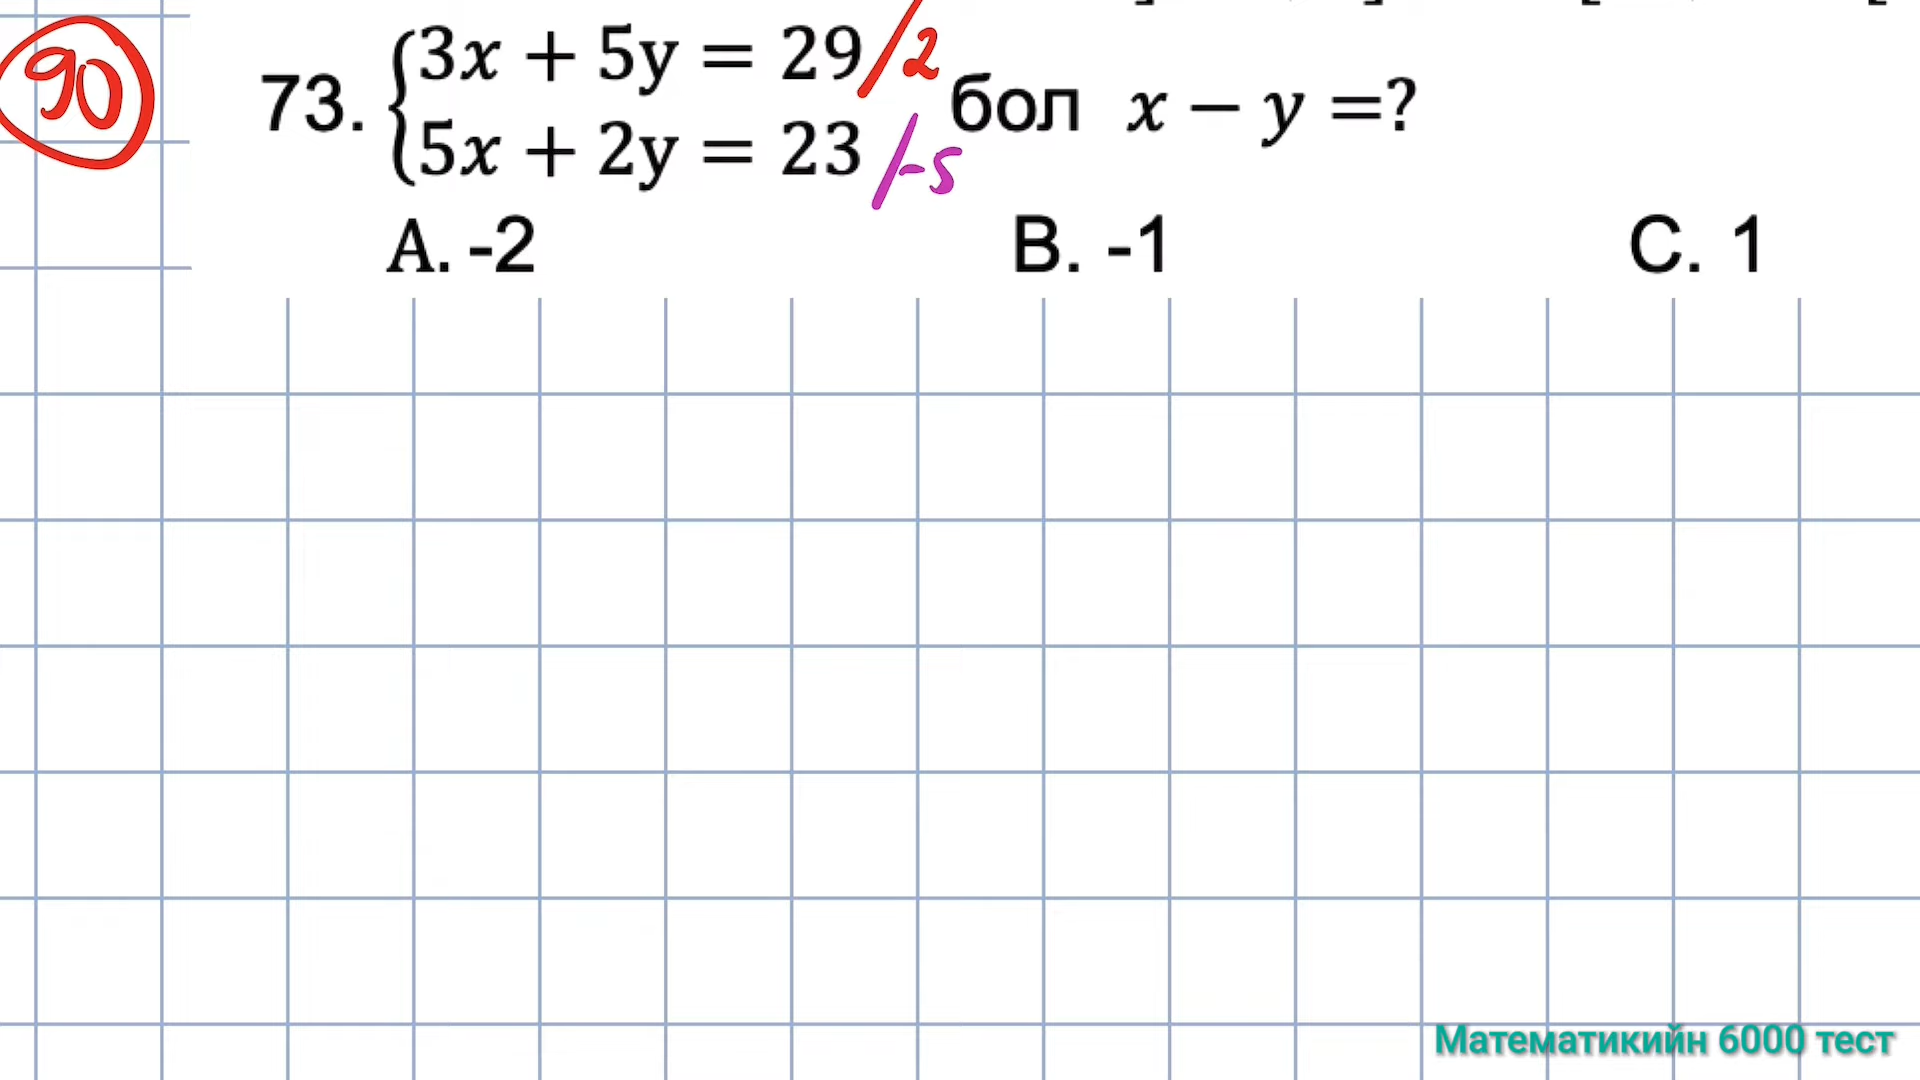 90
73. {3x + 5y = 29 /2
{5x + 2y = 23 /-5
бол x − y =?
A. -2 B. -1 C. 1
Математикийн 6000 тест